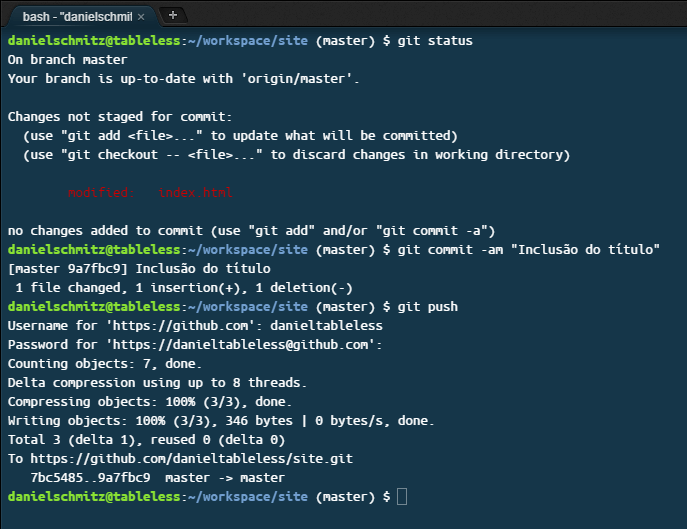 bash - "danielschmit × +
danielschmitz@tableless:~/workspace/site (master) $ git status
On branch master
Your branch is up-to-date with 'origin/master'.
Changes not staged for commit:
  (use "git add <file>..." to update what will be committed)
  (use "git checkout -- <file>..." to discard changes in working directory)
        modified:   index.html
no changes added to commit (use "git add" and/or "git commit -a")
danielschmitz@tableless:~/workspace/site (master) $ git commit -am "Inclusão do título"
[master 9a7fbc9] Inclusão do título
 1 file changed, 1 insertion(+), 1 deletion(-)
danielschmitz@tableless:~/workspace/site (master) $ git push
Username for 'https://github.com': danieltableless
Password for 'https://danieltableless@github.com':
Counting objects: 7, done.
Delta compression using up to 8 threads.
Compressing objects: 100% (3/3), done.
Writing objects: 100% (3/3), 346 bytes | 0 bytes/s, done.
Total 3 (delta 1), reused 0 (delta 0)
To https://github.com/danieltableless/site.git
   7bc5485..9a7fbc9  master -> master
danielschmitz@tableless:~/workspace/site (master) $